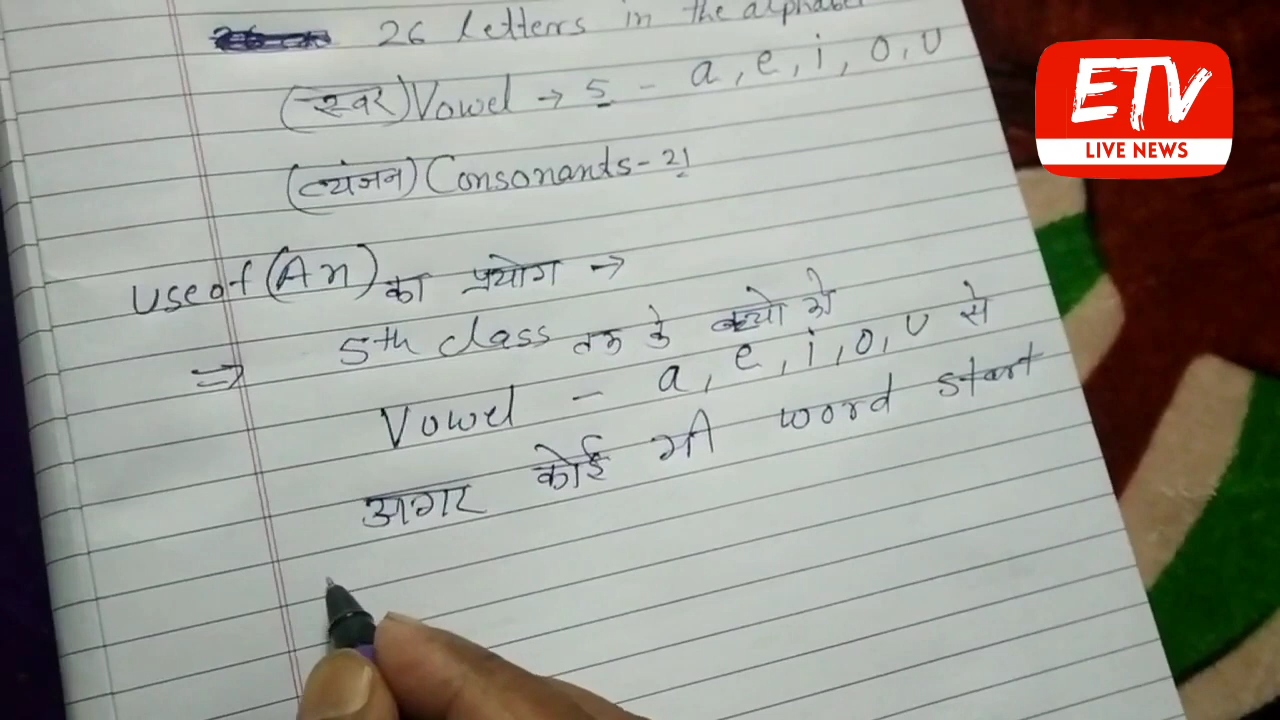 26 Letters in the alphabet
(स्वर) Vowel → 5 - a, e, i, o, u
(व्यंजन) Consonants - 21
Use of (An) का प्रयोग →
⇒ 5th class तक के बच्चो को
Vowel - a, e, i, o, u से
अगर कोई भी word start
ETV
LIVE NEWS